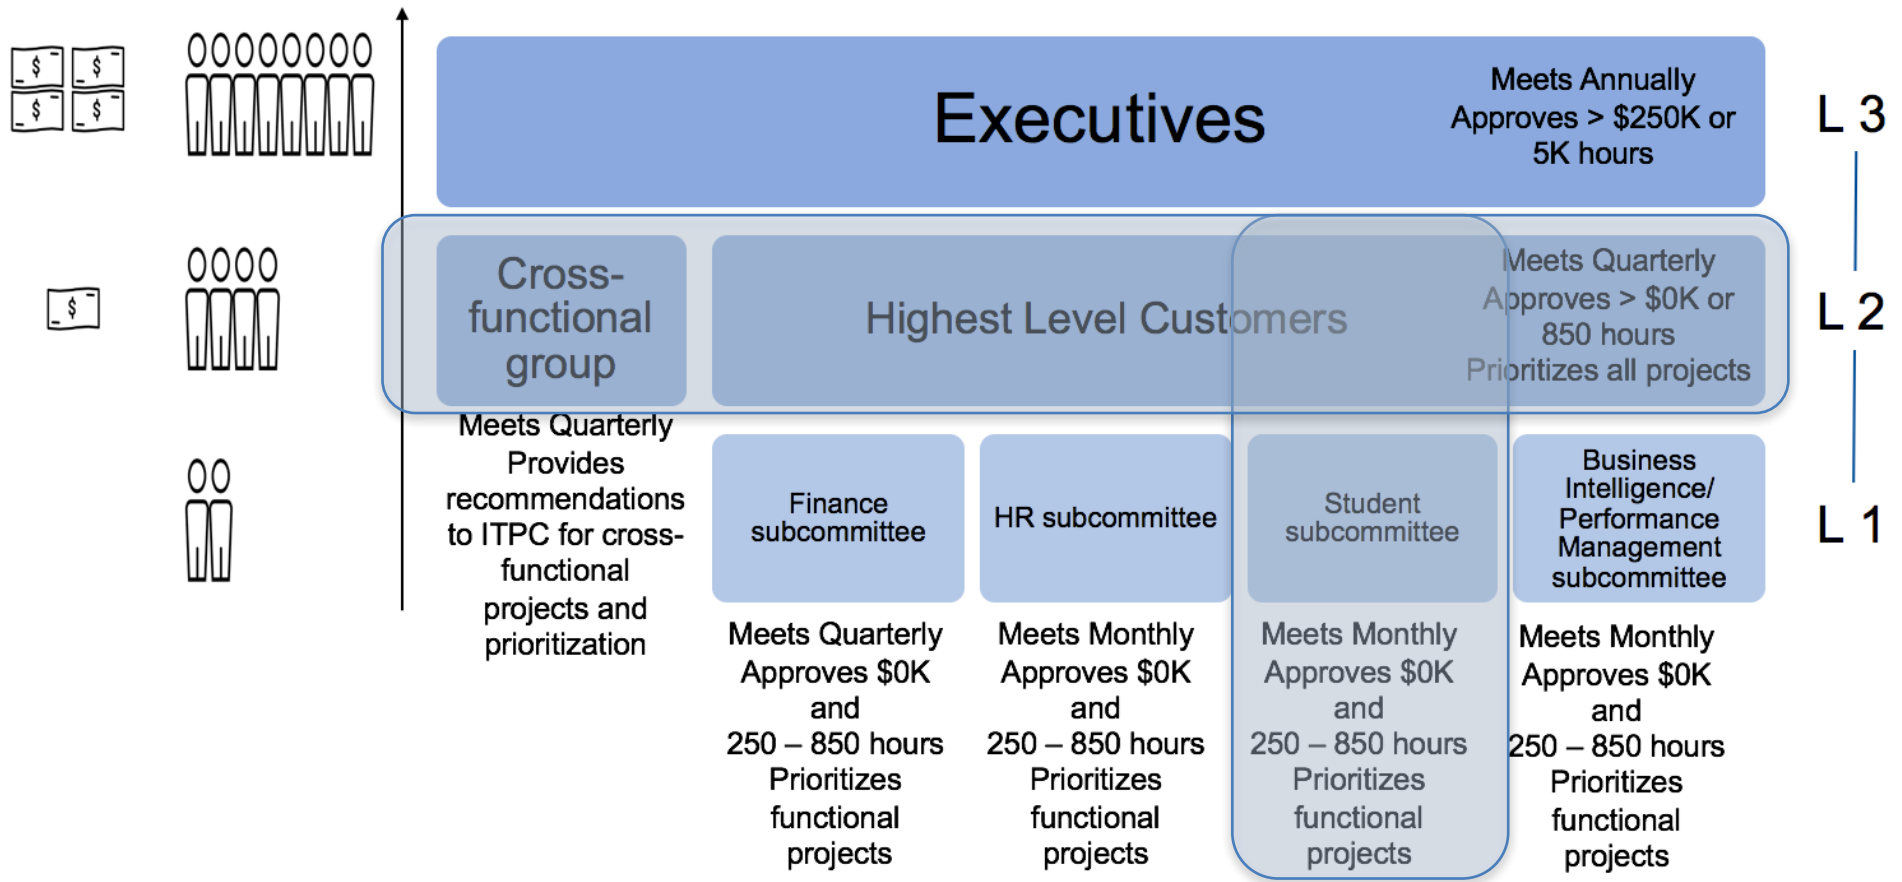 $ $
$ $
Executives
Meets Annually
Approves > $250K or
5K hours
L 3
$
Cross-
functional
group
Highest Level Customers
Meets Quarterly
Approves > $0K or
850 hours
Prioritizes all projects
L 2
Meets Quarterly
Provides
recommendations
to ITPC for cross-
functional
projects and
prioritization
Finance
subcommittee
HR subcommittee
Student
subcommittee
Business
Intelligence/
Performance
Management
subcommittee
L 1
Meets Quarterly
Approves $0K
and
250 – 850 hours
Prioritizes
functional
projects
Meets Monthly
Approves $0K
and
250 – 850 hours
Prioritizes
functional
projects
Meets Monthly
Approves $0K
and
250 – 850 hours
Prioritizes
functional
projects
Meets Monthly
Approves $0K
and
250 – 850 hours
Prioritizes
functional
projects